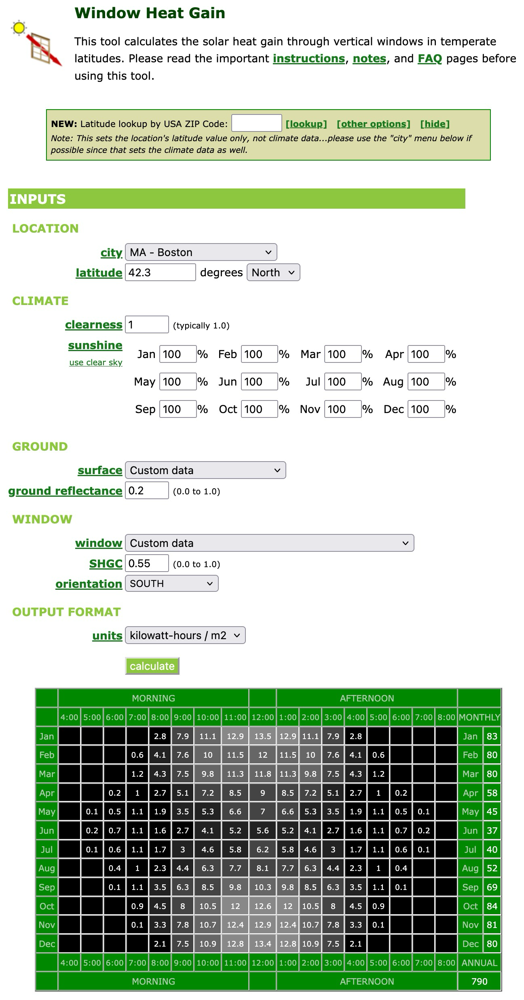 Window Heat Gain
This tool calculates the solar heat gain through vertical windows in temperate
latitudes. Please read the important instructions, notes, and FAQ pages before
using this tool.
NEW: Latitude lookup by USA ZIP Code: [lookup] [other options] [hide]
Note: This sets the location's latitude value only, not climate data...please use the "city" menu below if
possible since that sets the climate data as well.
INPUTS
LOCATION
city MA - Boston
latitude 42.3 degrees North
CLIMATE
clearness 1 (typically 1.0)
sunshine
use clear sky
Jan 100 % Feb 100 % Mar 100 % Apr 100 %
May 100 % Jun 100 % Jul 100 % Aug 100 %
Sep 100 % Oct 100 % Nov 100 % Dec 100 %
GROUND
surface Custom data
ground reflectance 0.2 (0.0 to 1.0)
WINDOW
window Custom data
SHGC 0.55 (0.0 to 1.0)
orientation SOUTH
OUTPUT FORMAT
units kilowatt-hours / m2
calculate
MORNING AFTERNOON
4:00 5:00 6:00 7:00 8:00 9:00 10:00 11:00 12:00 1:00 2:00 3:00 4:00 5:00 6:00 7:00 8:00 MONTHLY
Jan 2.8 7.9 11.1 12.9 13.5 12.9 11.1 7.9 2.8 Jan 83
Feb 0.6 4.1 7.6 10 11.5 12 11.5 10 7.6 4.1 0.6 Feb 80
Mar 1.2 4.3 7.5 9.8 11.3 11.8 11.3 9.8 7.5 4.3 1.2 Mar 80
Apr 0.2 1 2.7 5.1 7.2 8.5 9 8.5 7.2 5.1 2.7 1 0.2 Apr 58
May 0.1 0.5 1.1 1.9 3.5 5.3 6.6 7 6.6 5.3 3.5 1.9 1.1 0.5 0.1 May 45
Jun 0.2 0.7 1.1 1.6 2.7 4.1 5.2 5.6 5.2 4.1 2.7 1.6 1.1 0.7 0.2 Jun 37
Jul 0.1 0.6 1.1 1.7 3 4.6 5.8 6.2 5.8 4.6 3 1.7 1.1 0.6 0.1 Jul 40
Aug 0.4 1 2.3 4.4 6.3 7.7 8.1 7.7 6.3 4.4 2.3 1 0.4 Aug 52
Sep 0.1 1.1 3.5 6.3 8.5 9.8 10.3 9.8 8.5 6.3 3.5 1.1 0.1 Sep 69
Oct 0.9 4.5 8 10.5 12 12.6 12 10.5 8 4.5 0.9 Oct 84
Nov 0.1 3.3 7.8 10.7 12.4 12.9 12.4 10.7 7.8 3.3 0.1 Nov 81
Dec 2.1 7.5 10.9 12.8 13.4 12.8 10.9 7.5 2.1 Dec 80
4:00 5:00 6:00 7:00 8:00 9:00 10:00 11:00 12:00 1:00 2:00 3:00 4:00 5:00 6:00 7:00 8:00 ANNUAL
MORNING AFTERNOON 790